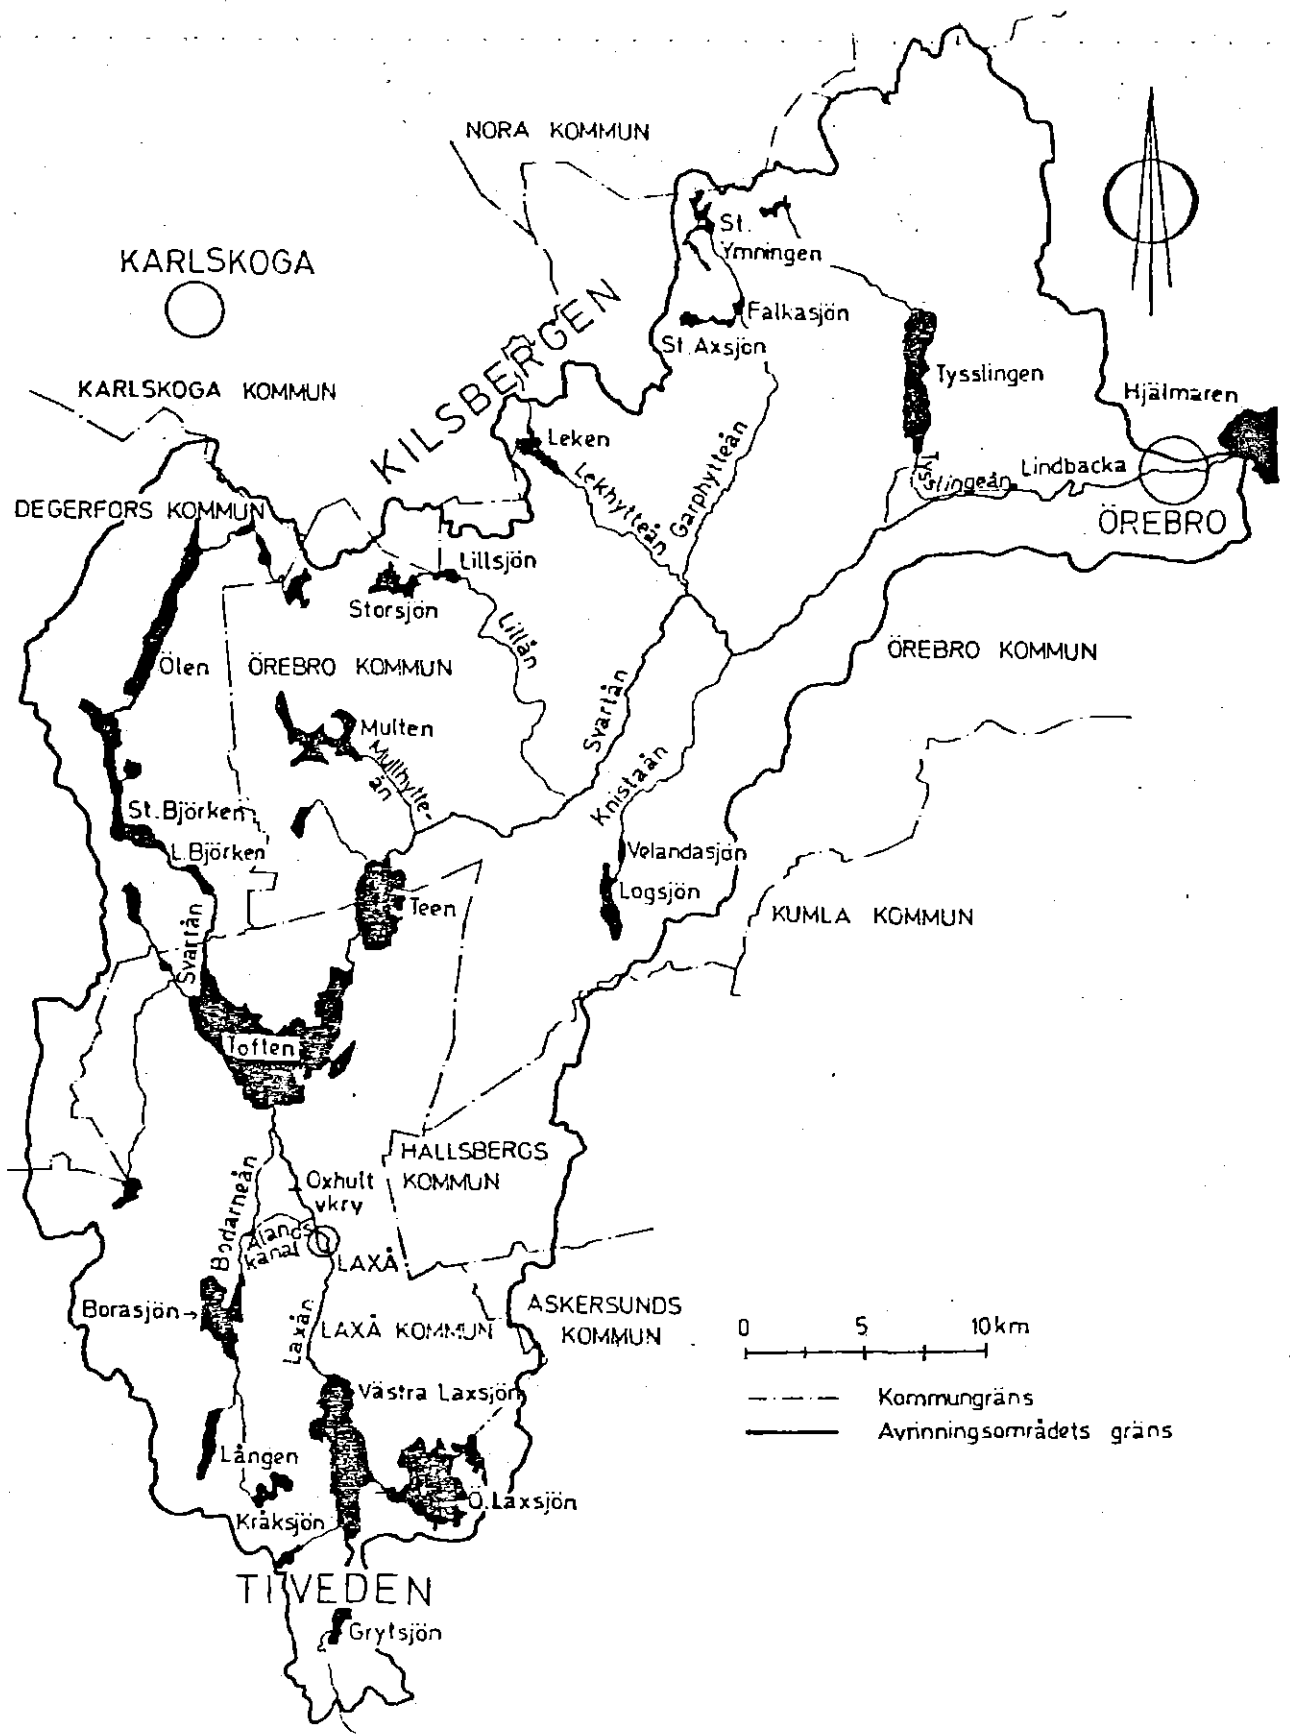 NORA KOMMUN
KARLSKOGA
St.
Ymningen
KILSBERGEN
Falkasjön
St. Axsjön
Tysslingen
KARLSKOGA KOMMUN
Hjälmaren
Leken
Lekhytteån
Garphytteån
Tysslingeån
Lindbacka
DEGERFORS KOMMUN
ÖREBRO
Lillsjön
Storsjön
Lillån
Ölen
ÖREBRO KOMMUN
ÖREBRO KOMMUN
Svartån
Multen
Mullhytte-
ån
Knistaån
St. Björken
L. Björken
Velandasjön
Logsjön
Teen
KUMLA KOMMUN
Svartån
Toften
HALLSBERGS
KOMMUN
Oxhult
vkry
Bodarneån
Ålands
kanal
LAXÅ
Borasjön
Laxån
LAXÅ KOMMUN
ASKERSUNDS
KOMMUN
0 5 10 km
Västra Laxsjön
Kommungräns
Avrinningsområdets gräns
Lången
Ö. Laxsjön
Kråksjön
TIVEDEN
Grytsjön